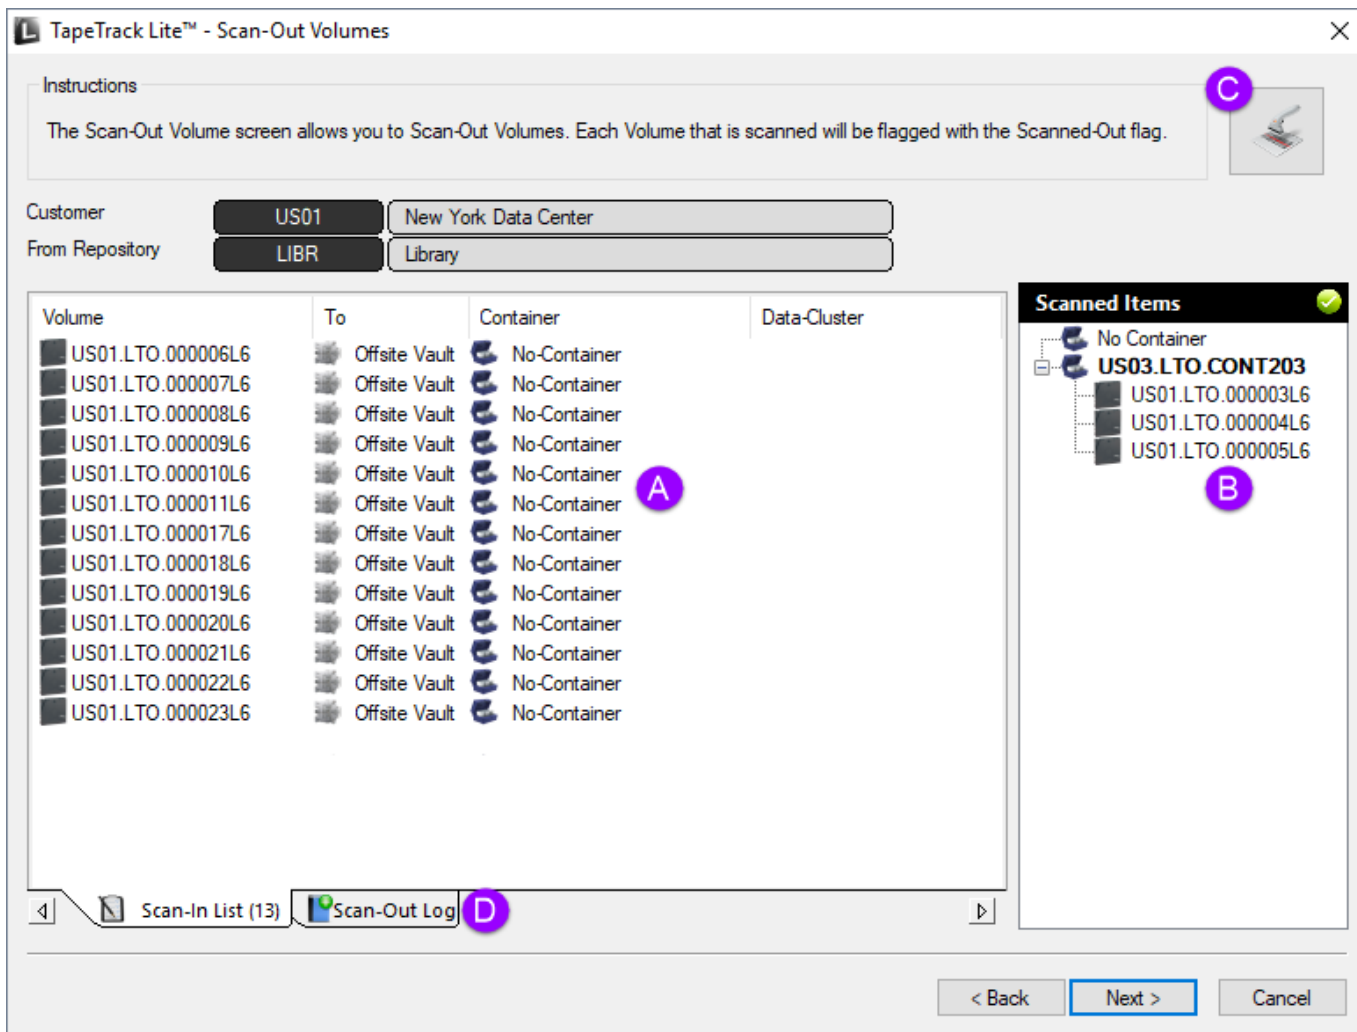 TapeTrack Lite™ - Scan-Out Volumes
Instructions
C
The Scan-Out Volume screen allows you to Scan-Out Volumes. Each Volume that is scanned will be flagged with the Scanned-Out flag.
Customer US01 New York Data Center
From Repository LIBR Library
Volume To Container Data-Cluster
US01.LTO.000006L6 Offsite Vault No-Container
US01.LTO.000007L6 Offsite Vault No-Container
US01.LTO.000008L6 Offsite Vault No-Container
US01.LTO.000009L6 Offsite Vault No-Container
US01.LTO.000010L6 Offsite Vault No-Container
A
US01.LTO.000011L6 Offsite Vault No-Container
US01.LTO.000017L6 Offsite Vault No-Container
US01.LTO.000018L6 Offsite Vault No-Container
US01.LTO.000019L6 Offsite Vault No-Container
US01.LTO.000020L6 Offsite Vault No-Container
US01.LTO.000021L6 Offsite Vault No-Container
US01.LTO.000022L6 Offsite Vault No-Container
US01.LTO.000023L6 Offsite Vault No-Container
Scanned Items
No Container
US03.LTO.CONT203
US01.LTO.000003L6
US01.LTO.000004L6
US01.LTO.000005L6
B
Scan-In List (13) Scan-Out Log D
< Back Next > Cancel